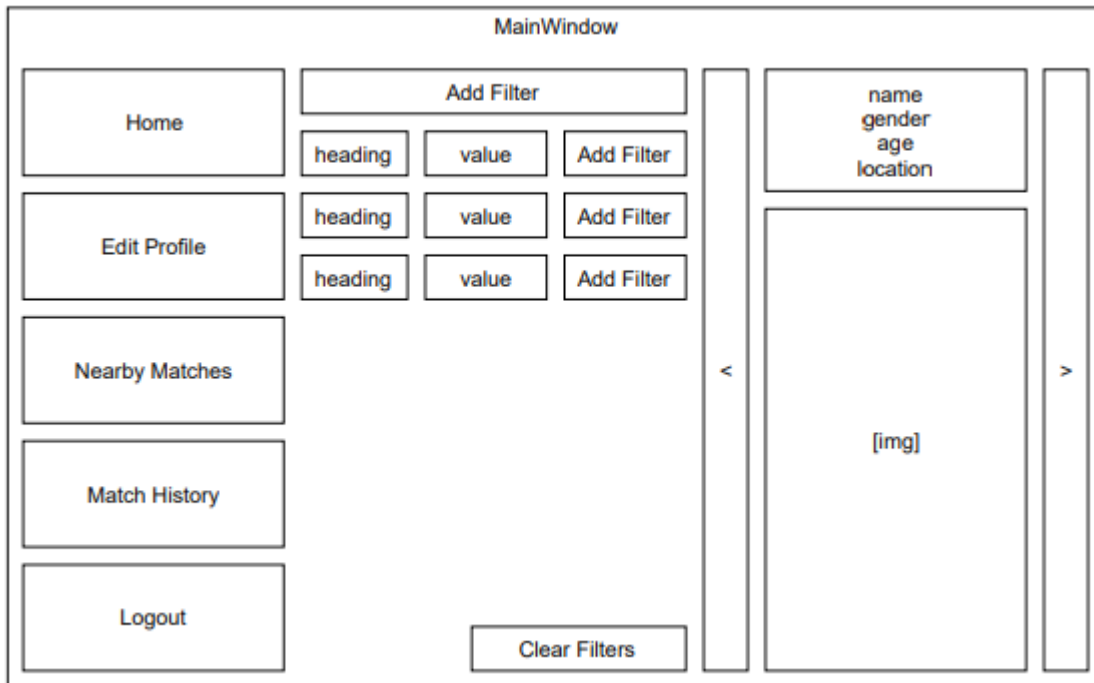 MainWindow
Home
Edit Profile
Nearby Matches
Match History
Logout
Add Filter
heading value Add Filter
heading value Add Filter
heading value Add Filter
Clear Filters
<
name
gender
age
location
[img]
>